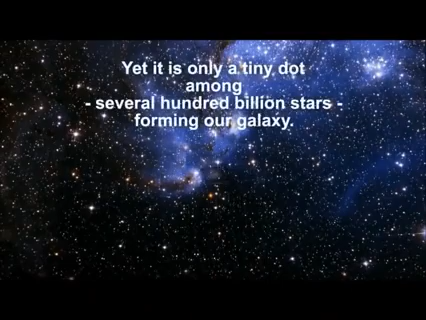 Yet it is only a tiny dot
among
- several hundred billion stars -
forming our galaxy.